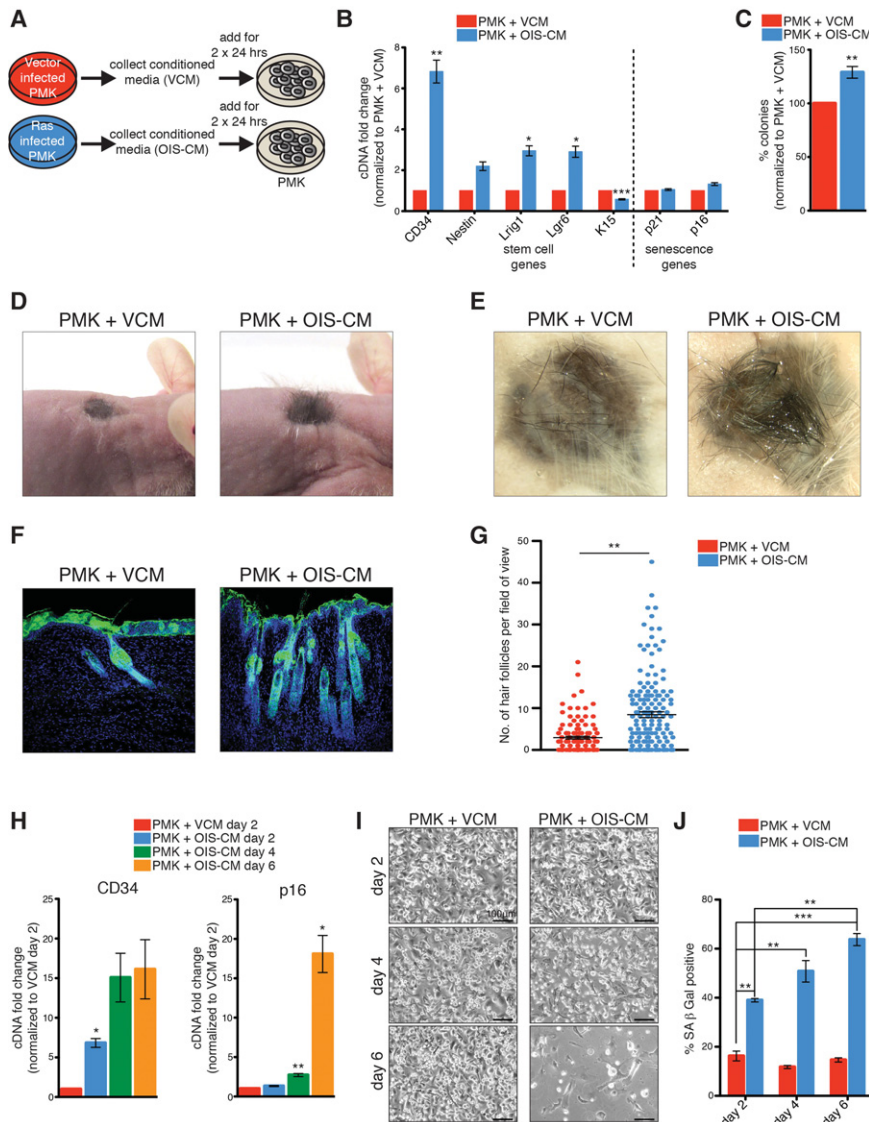 A
Vector
infected
PMK
collect conditioned
media (VCM)
add for
2 x 24 hrs
Ras
infected
PMK
collect conditioned
media (OIS-CM)
add for
2 x 24 hrs
PMK
B
PMK + VCM
PMK + OIS-CM
cDNA fold change
(normalized to PMK + VCM)
8
6
4
2
0
**
*
*
***
CD34
Nestin
Lrig1
Lgr6
K15
p21
p16
stem cell
genes
senescence
genes
C
PMK + VCM
PMK + OIS-CM
% colonies
(normalized to PMK + VCM)
150
100
50
0
**
D
PMK + VCM
PMK + OIS-CM
E
PMK + VCM
PMK + OIS-CM
F
PMK + VCM
PMK + OIS-CM
G
PMK + VCM
PMK + OIS-CM
No. of hair follicles per field of view
50
40
30
20
10
0
**
H
PMK + VCM day 2
PMK + OIS-CM day 2
PMK + OIS-CM day 4
PMK + OIS-CM day 6
CD34
cDNA fold change
(normalized to VCM day 2)
25
20
15
10
5
0
*
p16
cDNA fold change
(normalized to VCM day 2)
25
20
15
10
5
0
**
*
I
PMK + VCM
PMK + OIS-CM
day 2
day 4
day 6
100μm
J
PMK + VCM
PMK + OIS-CM
% SA β Gal positive
80
60
40
20
0
**
***
**
**
day 2
day 4
day 6